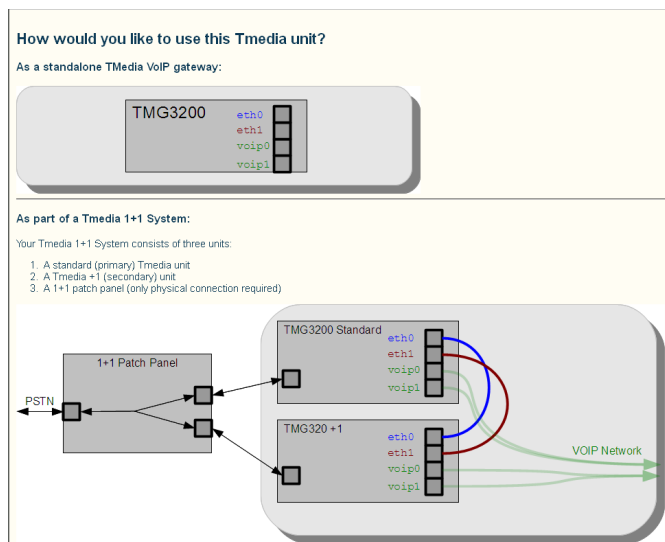 How would you like to use this Tmedia unit?
As a standalone TMedia VoIP gateway:
TMG3200
eth0
eth1
voip0
voip1
As part of a Tmedia 1+1 System:
Your Tmedia 1+1 System consists of three units:
1. A standard (primary) Tmedia unit
2. A Tmedia +1 (secondary) unit
3. A 1+1 patch panel (only physical connection required)
TMG3200 Standard
eth0
eth1
voip0
voip1
1+1 Patch Panel
PSTN
TMG320 +1
eth0
eth1
voip0
voip1
VOIP Network